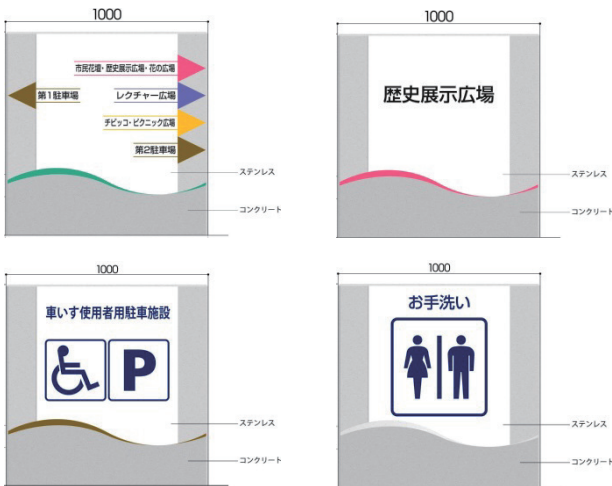 1000
市民花壇・歴史展示広場・花の広場
第1駐車場
レクチャー広場
チビッコ・ピクニック広場
第2駐車場
ステンレス
コンクリート
1000
歴史展示広場
ステンレス
コンクリート
1000
車いす使用者用駐車施設
P
ステンレス
コンクリート
1000
お手洗い
ステンレス
コンクリート